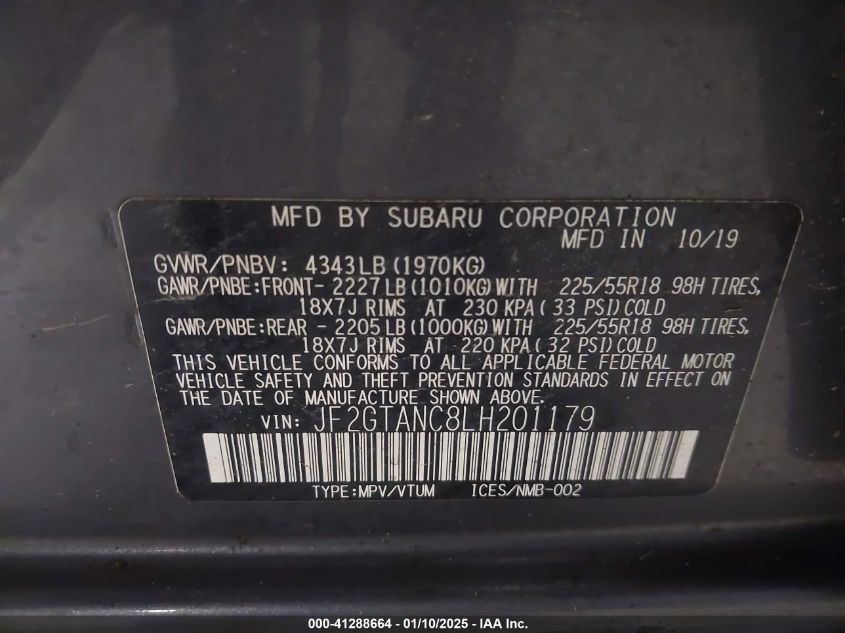 MFD BY SUBARU CORPORATION
MFD IN 10/19
GVWR/PNBV: 4343LB(1970KG)
GAWR/PNBE:FRONT- 2227LB(1010KG)WITH 225/55R18 98H TIRES,
18X7J RIMS AT 230 KPA( 33 PSI)COLD
GAWR/PNBE:REAR - 2205LB(1000KG)WITH 225/55R18 98H TIRES,
18X7J RIMS AT 220 KPA( 32 PSI)COLD
THIS VEHICLE CONFORMS TO ALL APPLICABLE FEDERAL MOTOR
VEHICLE SAFETY AND THEFT PREVENTION STANDARDS IN EFFECT ON
THE DATE OF MANUFACTURE SHOWN ABOVE.
VIN: JF2GTANC8LH201179
TYPE:MPV/VTUM ICES/NMB-002
000-41288664 - 01/10/2025 - IAA Inc.